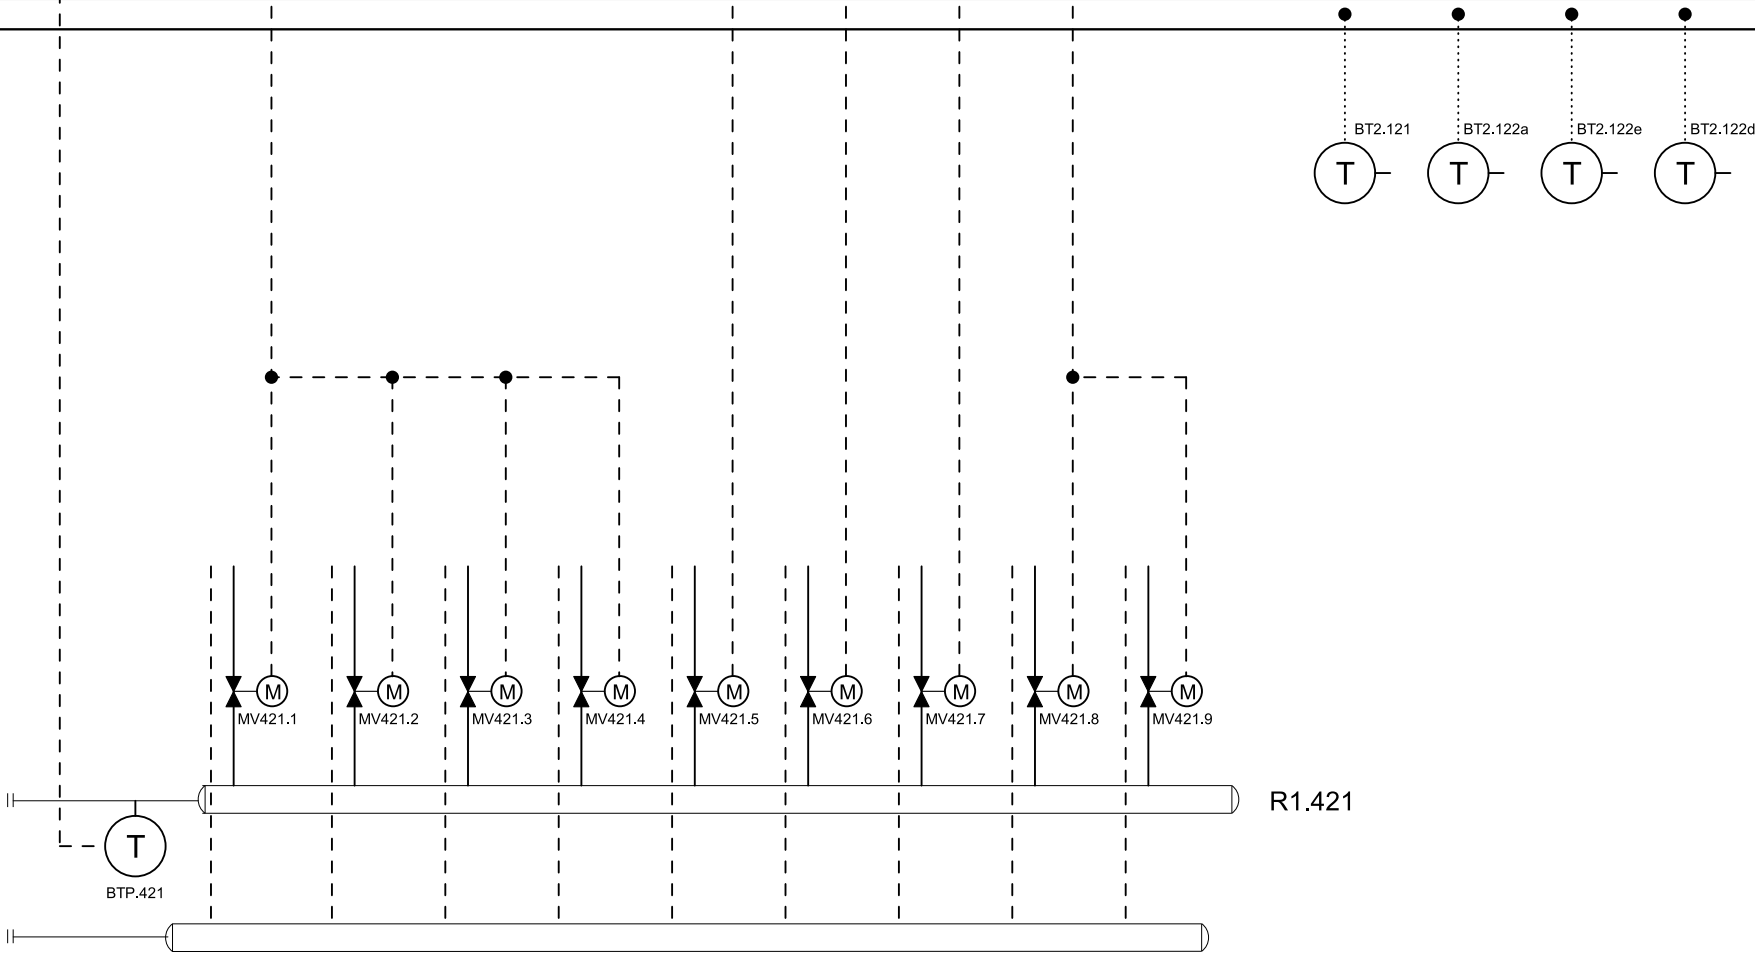 BT2.121
BT2.122a
BT2.122e
BT2.122d
T
T
T
T
M
M
M
M
M
M
M
M
M
MV421.1
MV421.2
MV421.3
MV421.4
MV421.5
MV421.6
MV421.7
MV421.8
MV421.9
R1.421
T
BTP.421